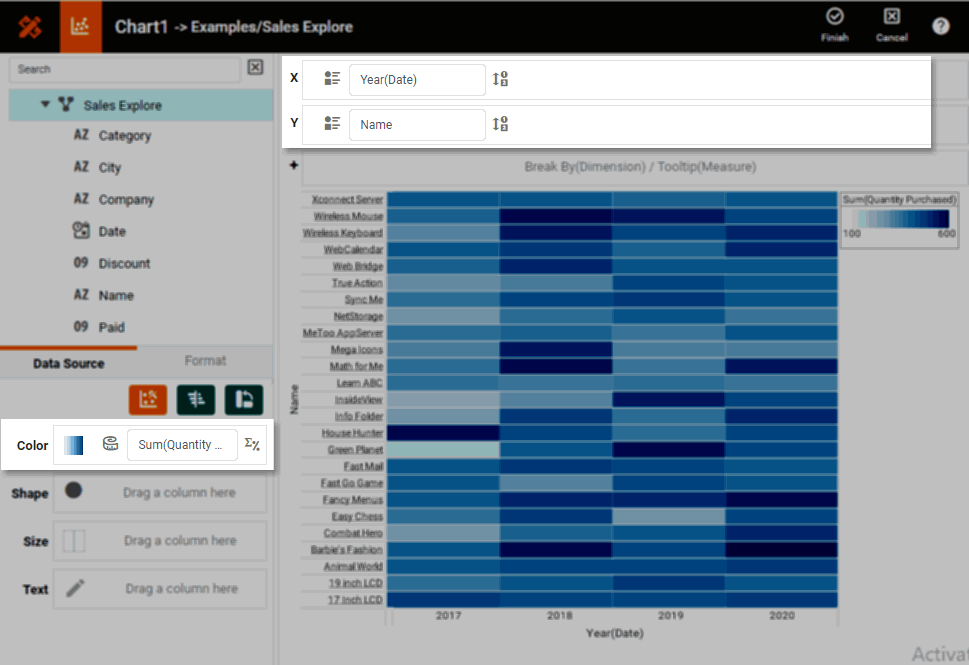 Chart1 -> Examples/Sales Explore
Finish
Cancel
?
Search
Sales Explore
AZ Category
AZ City
AZ Company
Date
09 Discount
AZ Name
09 Paid
Data Source
Format
Color
Sum(Quantity ...
Shape
Drag a column here
Size
Drag a column here
Text
Drag a column here
X
Year(Date)
Y
Name
Break By(Dimension) / Tooltip(Measure)
Name
Xconnect Server
Wireless Mouse
Wireless Keyboard
WebCalendar
Web Bridge
True Action
Sync Me
NetStorage
MeToo AppServer
Mega Icons
Math for Me
Learn ABC
InsideView
Info Folder
House Hunter
Green Planet
Fast Mail
Fast Go Game
Fancy Menus
Easy Chess
Combat Hero
Barbie's Fashion
Animal World
19 inch LCD
17 inch LCD
2017 2018 2019 2020
Year(Date)
Sum(Quantity Purchased)
100 600
Activat